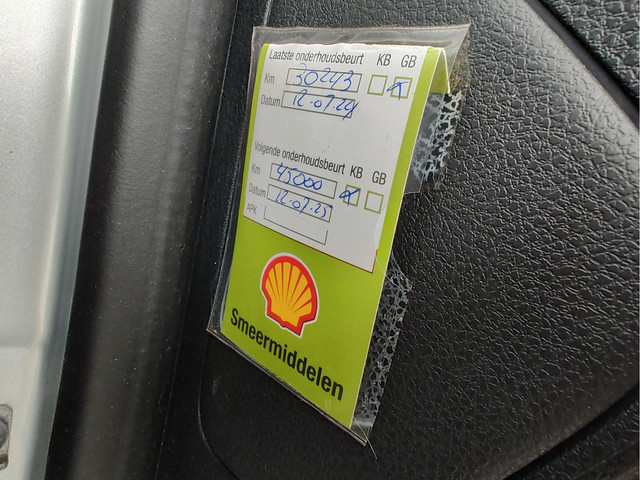 Laatste onderhoudsbeurt KB GB
Km 30243
Datum 12-07-24
Volgende onderhoudsbeurt KB GB
Km 45000
Datum 12-07-25
APK
Smeermiddelen